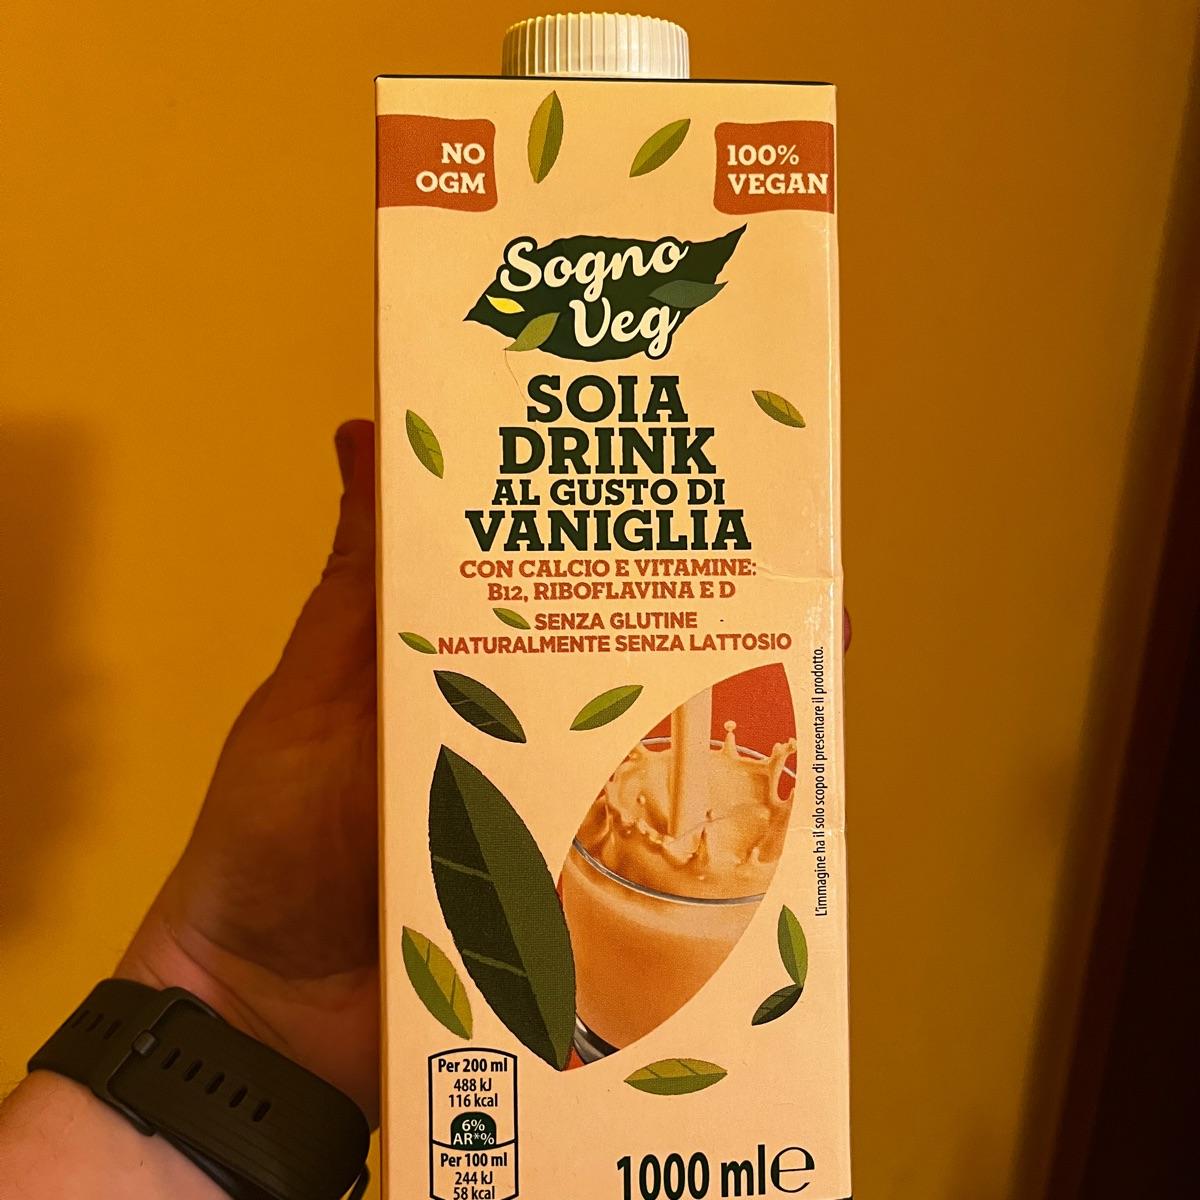 NO
OGM
100%
VEGAN
Sogno
Veg
SOIA
DRINK
AL GUSTO DI
VANIGLIA
CON CALCIO E VITAMINE:
B12, RIBOFLAVINA E D
SENZA GLUTINE
NATURALMENTE SENZA LATTOSIO
L'immagine ha il solo scopo di presentare il prodotto.
Per 200 ml
488 kJ
116 kcal
6%
AR*%
Per 100 ml
244 kJ
58 kcal
1000 ml e